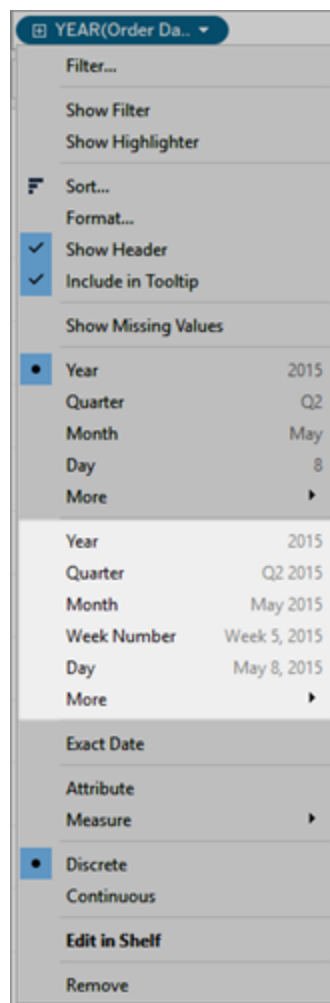 YEAR(Order Da..
Filter...
Show Filter
Show Highlighter
Sort...
Format...
Show Header
Include in Tooltip
Show Missing Values
Year 2015
Quarter Q2
Month May
Day 8
More
Year 2015
Quarter Q2 2015
Month May 2015
Week Number Week 5, 2015
Day May 8, 2015
More
Exact Date
Attribute
Measure
Discrete
Continuous
Edit in Shelf
Remove